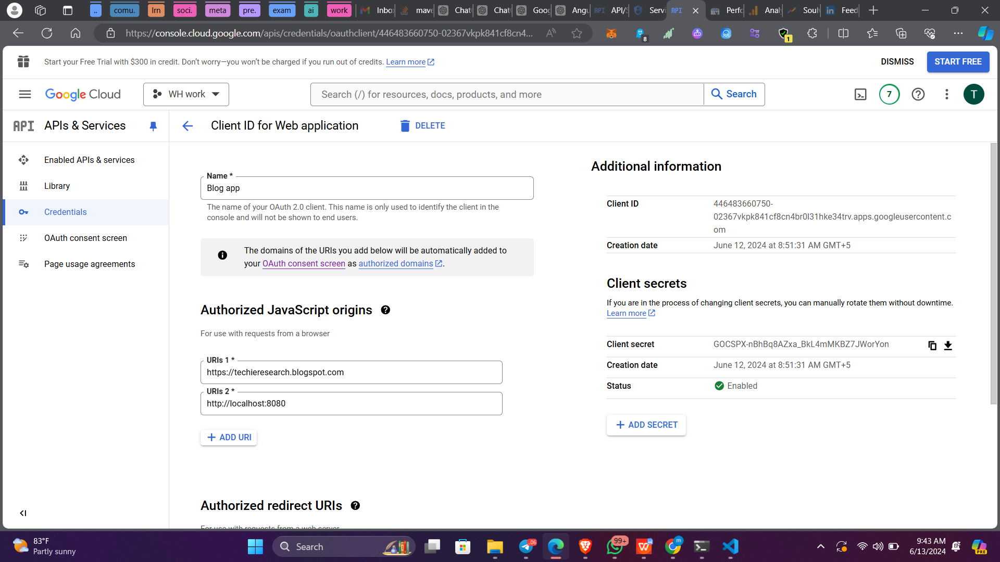 .. comu. lrn soci. meta pre. exam ai work Inbo mave Chat Chat Goog Angu API API/S Servi API Perfo Anal Soul in Feed
https://console.cloud.google.com/apis/credentials/oauthclient/446483660750-02367vkpk841cf8cn4...
8
1
Start your Free Trial with $300 in credit. Don't worry—you won't be charged if you run out of credits. Learn more
DISMISS
START FREE
Google Cloud
WH work
Search (/) for resources, docs, products, and more
Search
7
T
API APIs & Services
Client ID for Web application
DELETE
Enabled APIs & services
Library
Credentials
OAuth consent screen
Page usage agreements
Name *
Blog app
The name of your OAuth 2.0 client. This name is only used to identify the client in the
console and will not be shown to end users.
The domains of the URIs you add below will be automatically added to
your OAuth consent screen as authorized domains.
Authorized JavaScript origins
For use with requests from a browser
URIs 1 *
https://techieresearch.blogspot.com
URIs 2 *
http://localhost:8080
ADD URI
Authorized redirect URIs
For use with requests from a web server
Additional information
Client ID
446483660750-
02367vkpk841cf8cn4br0l31hke34trv.apps.googleusercontent.c
om
Creation date
June 12, 2024 at 8:51:31 AM GMT+5
Client secrets
If you are in the process of changing client secrets, you can manually rotate them without downtime.
Learn more
Client secret
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
Creation date
June 12, 2024 at 8:51:31 AM GMT+5
Status
Enabled
ADD SECRET
83°F
Partly sunny
Search
.06
99+
W
m
9:43 AM
6/13/2024
PRE